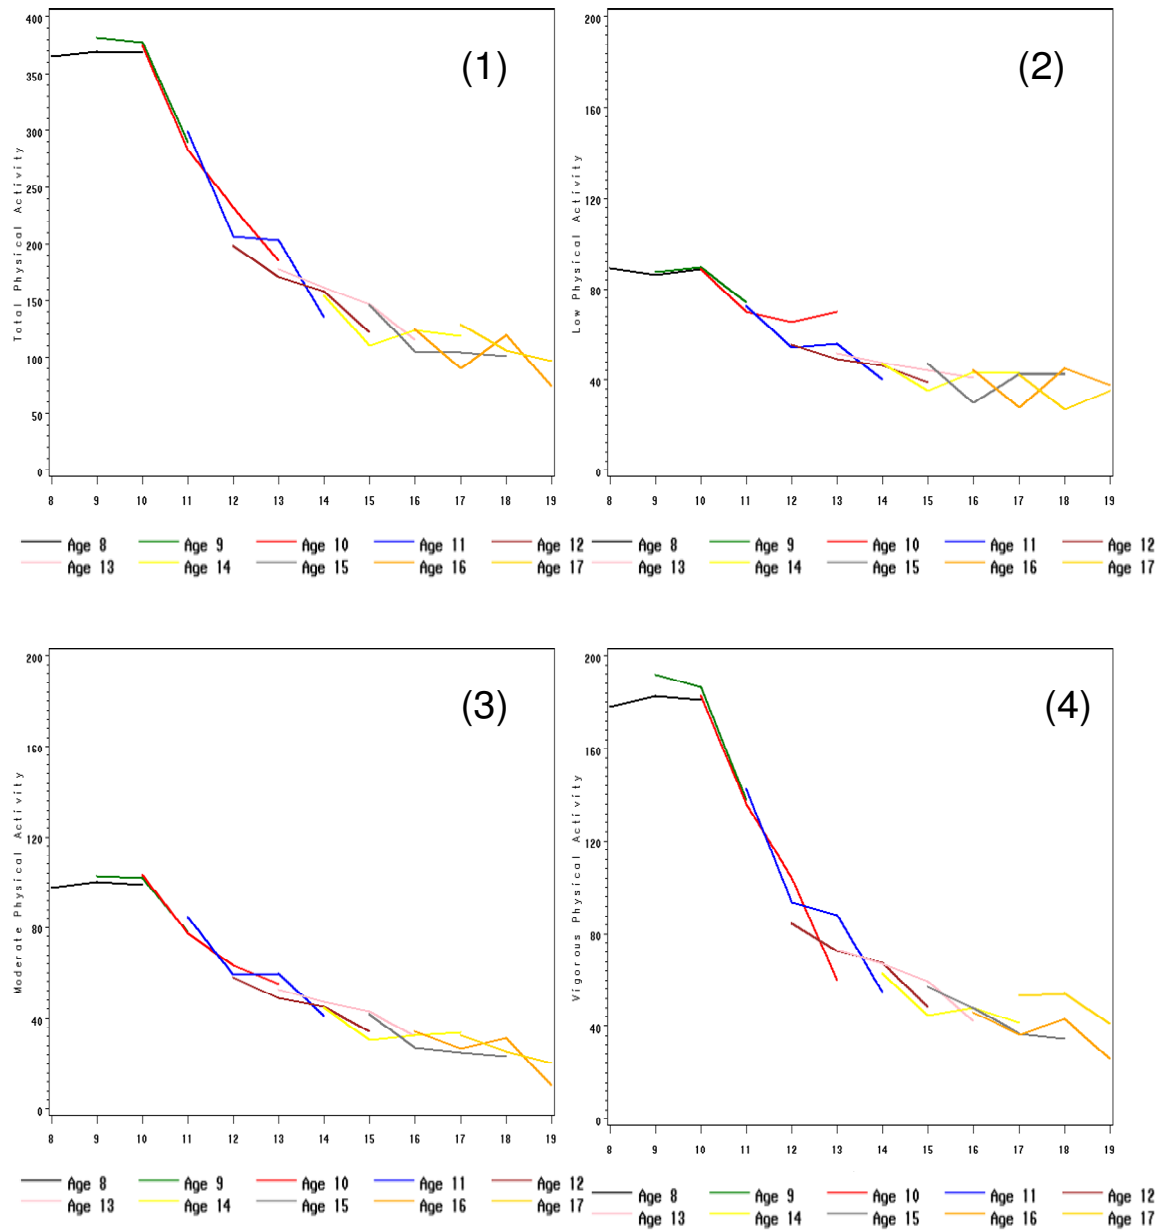 (1)
Total Physical Activity
400
350
300
250
200
150
100
50
0
8 9 10 11 12 13 14 15 16 17 18 19
Age 8 Age 9 Age 10 Age 11 Age 12
Age 13 Age 14 Age 15 Age 16 Age 17
(2)
Low Physical Activity
200
160
120
80
40
0
8 9 10 11 12 13 14 15 16 17 18 19
Age 8 Age 9 Age 10 Age 11 Age 12
Age 13 Age 14 Age 15 Age 16 Age 17
(3)
Moderate Physical Activity
200
160
120
80
40
0
8 9 10 11 12 13 14 15 16 17 18 19
Age 8 Age 9 Age 10 Age 11 Age 12
Age 13 Age 14 Age 15 Age 16 Age 17
(4)
Vigorous Physical Activity
200
160
120
80
40
0
8 9 10 11 12 13 14 15 16 17 18 19
Age 8 Age 9 Age 10 Age 11 Age 12
Age 13 Age 14 Age 15 Age 16 Age 17